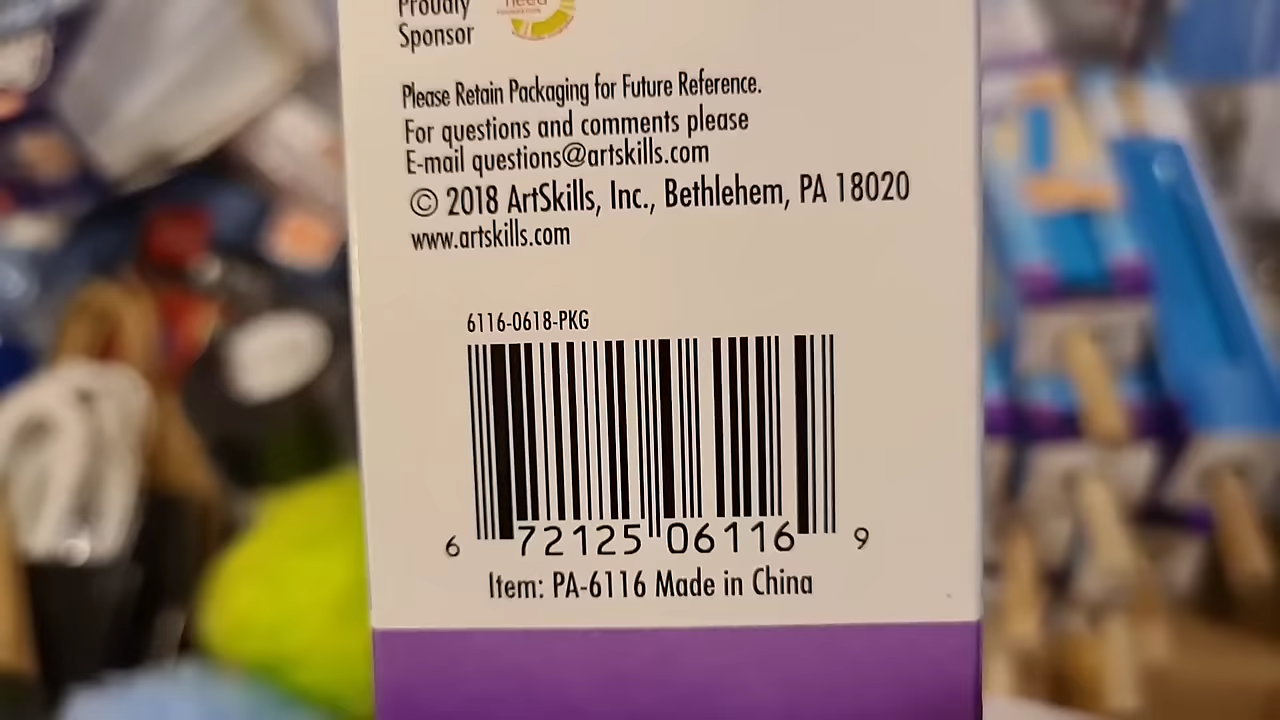 Proudly
Sponsor
need
Please Retain Packaging for Future Reference.
For questions and comments please
E-mail questions@artskills.com
© 2018 ArtSkills, Inc., Bethlehem, PA 18020
www.artskills.com
6116-0618-PKG
6 72125 06116 9
Item: PA-6116 Made in China